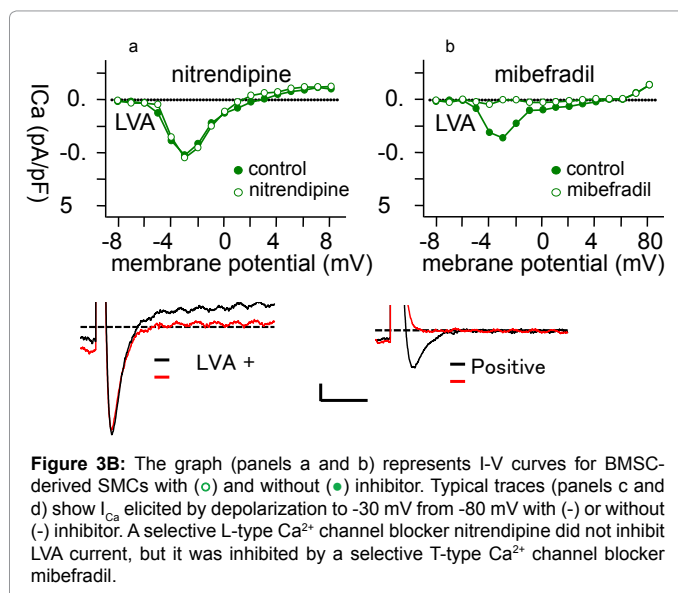 a
b
nitrendipine
mibefradil
ICa (pA/pF)
0.
-0.
5
LVA
control
nitrendipine
-8 -4 0 4 8
membrane potential (mV)
0.
-0.
5
LVA
control
mibefradil
-8 -4 0 4 80
mebrane potential (mV)
LVA +
Positive
Figure 3B: The graph (panels a and b) represents I-V curves for BMSC-
derived SMCs with (o) and without (●) inhibitor. Typical traces (panels c and
d) show ICa elicited by depolarization to -30 mV from -80 mV with (-) or without
(-) inhibitor. A selective L-type Ca²⁺ channel blocker nitrendipine did not inhibit
LVA current, but it was inhibited by a selective T-type Ca²⁺ channel blocker
mibefradil.